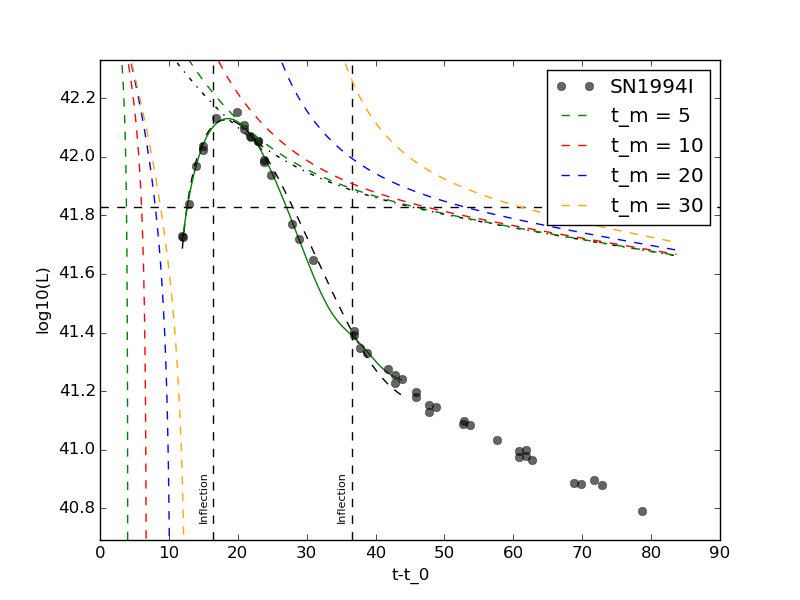 SN1994I
t_m = 5
t_m = 10
t_m = 20
t_m = 30
log10(L)
42.2
42.0
41.8
41.6
41.4
41.2
41.0
40.8
Inflection
Inflection
0 10 20 30 40 50 60 70 80 90
t-t_0